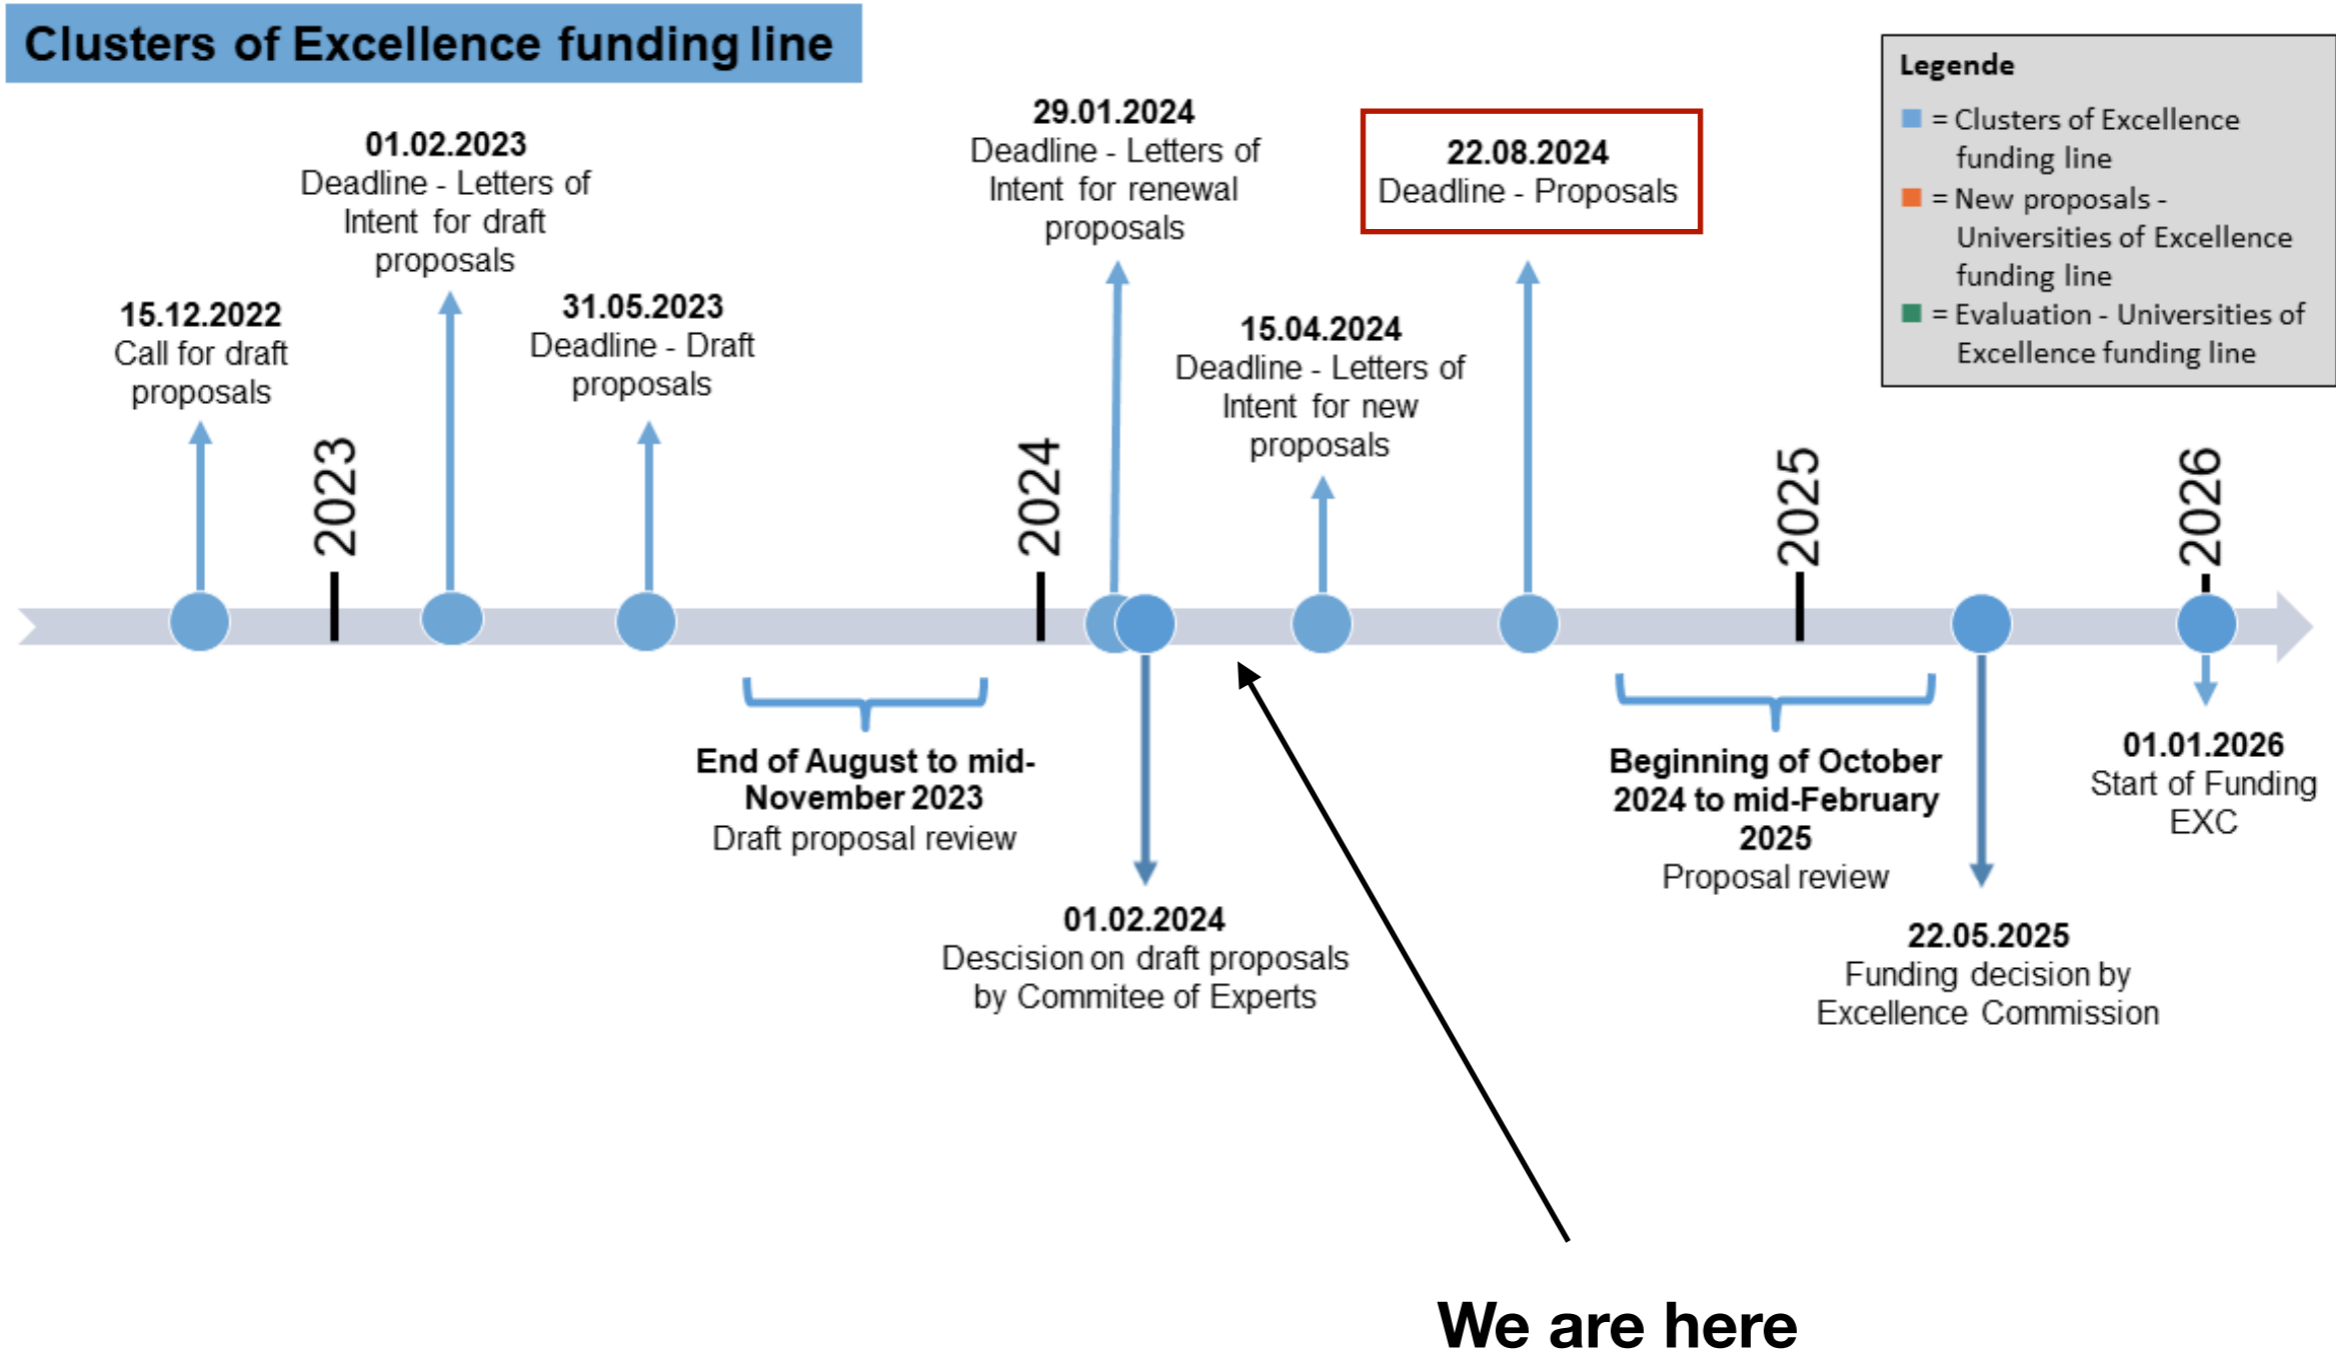 Clusters of Excellence funding line
Legende
= Clusters of Excellence
funding line
= New proposals -
Universities of Excellence
funding line
= Evaluation - Universities of
Excellence funding line
15.12.2022
Call for draft
proposals
2023
01.02.2023
Deadline - Letters of
Intent for draft
proposals
31.05.2023
Deadline - Draft
proposals
2024
29.01.2024
Deadline - Letters of
Intent for renewal
proposals
15.04.2024
Deadline - Letters of
Intent for new
proposals
22.08.2024
Deadline - Proposals
2025
2026
End of August to mid-
November 2023
Draft proposal review
01.02.2024
Descision on draft proposals
by Commitee of Experts
Beginning of October
2024 to mid-February
2025
Proposal review
22.05.2025
Funding decision by
Excellence Commission
01.01.2026
Start of Funding
EXC
We are here